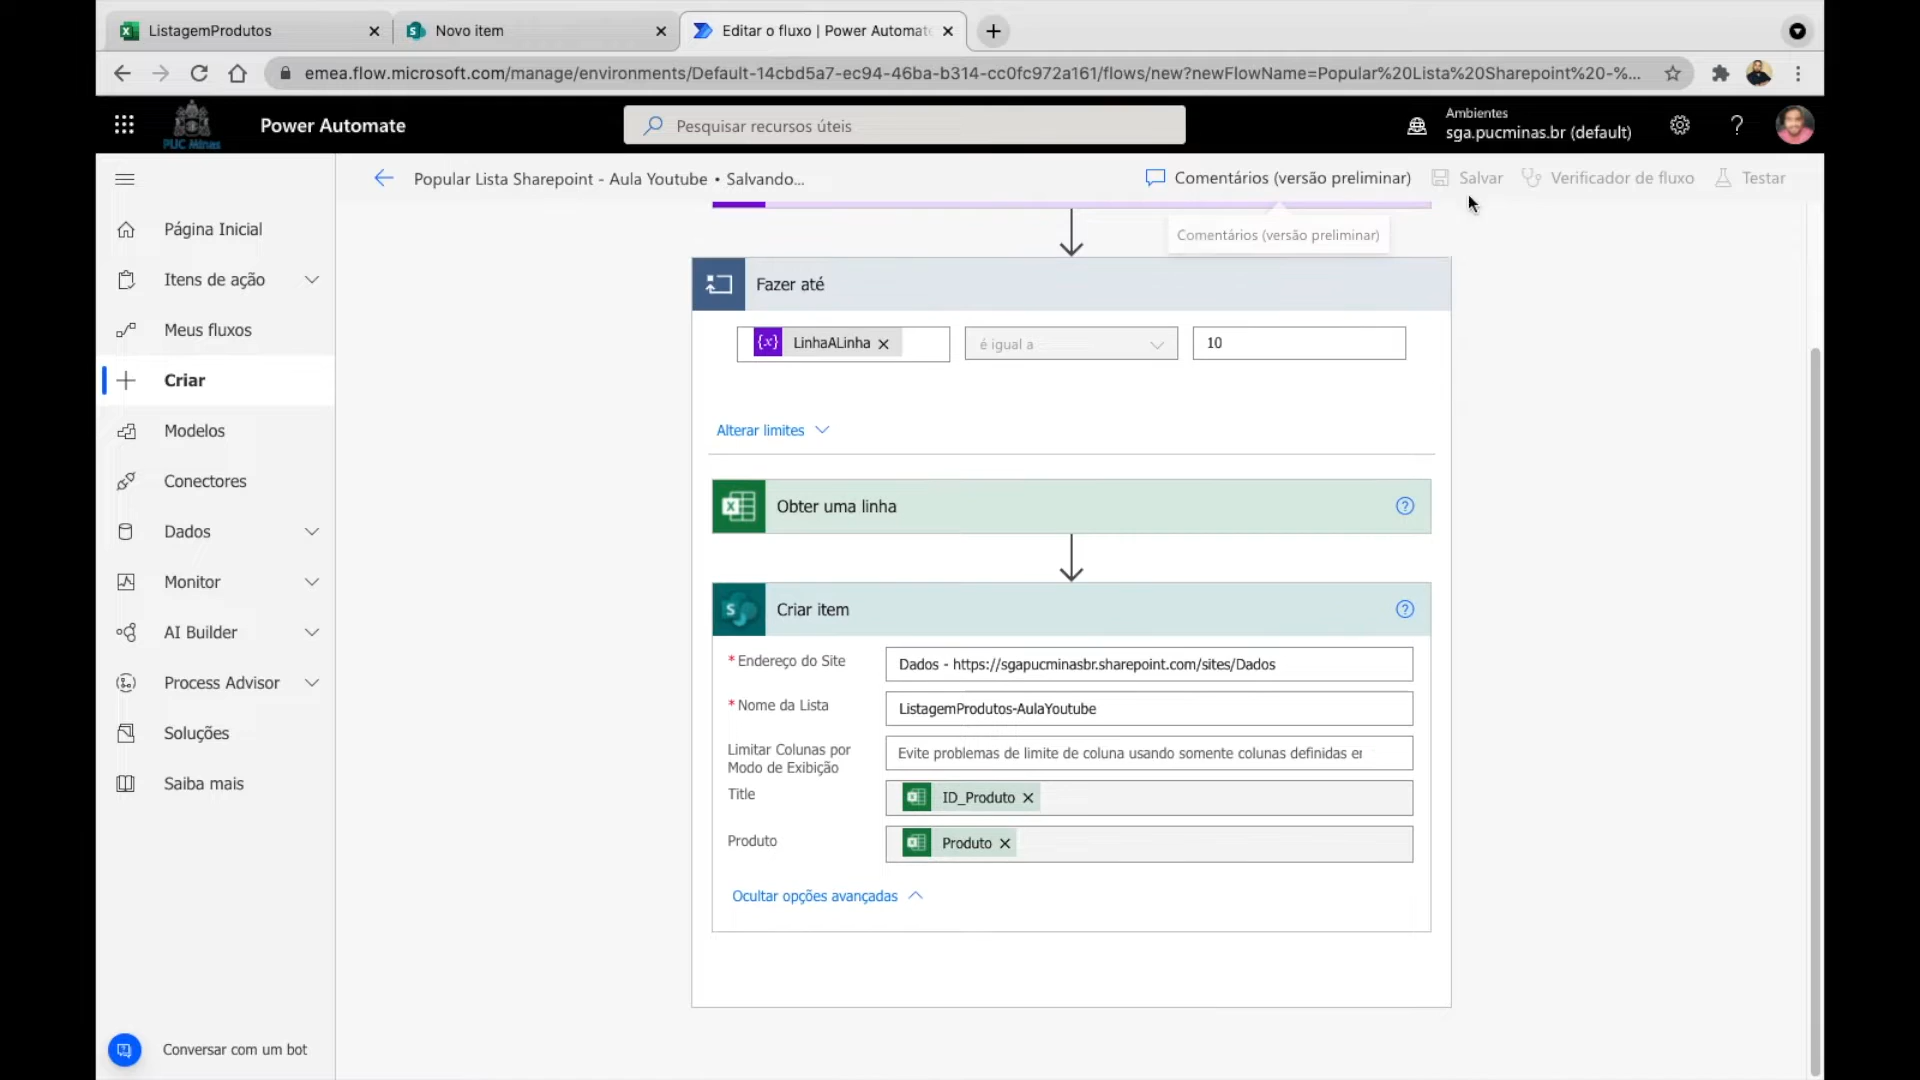 ListagemProdutos
Novo item
Editar o fluxo | Power Automat
emea.flow.microsoft.com/manage/environments/Default-14cbd5a7-ec94-46ba-b314-cc0fc972a161/flows/new?newFlowName=Popular%20Lista%20Sharepoint%20-%...
PUC Minas
Power Automate
Pesquisar recursos úteis
Ambientes
sga.pucminas.br (default)
?
Popular Lista Sharepoint - Aula Youtube • Salvando...
Comentários (versão preliminar)
Salvar
Verificador de fluxo
Testar
Comentários (versão preliminar)
Página Inicial
Itens de ação
Meus fluxos
Criar
Modelos
Conectores
Dados
Monitor
AI Builder
Process Advisor
Soluções
Saiba mais
Conversar com um bot
Fazer até
{x} LinhaALinha
é igual a
10
Alterar limites
Obter uma linha
?
Criar item
?
* Endereço do Site
Dados - https://sgapucminasbr.sharepoint.com/sites/Dados
* Nome da Lista
ListagemProdutos-AulaYoutube
Limitar Colunas por
Modo de Exibição
Evite problemas de limite de coluna usando somente colunas definidas er
Title
ID_Produto
Produto
Produto
Ocultar opções avançadas